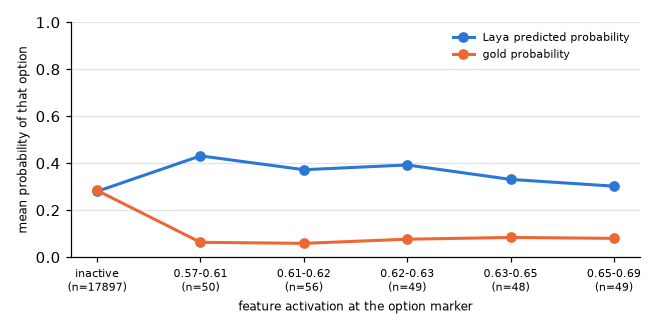 1.0
0.8
0.6
0.4
0.2
0.0
mean probability of that option
Laya predicted probability
gold probability
inactive
(n=17897)
0.57-0.61
(n=50)
0.61-0.62
(n=56)
0.62-0.63
(n=49)
0.63-0.65
(n=48)
0.65-0.69
(n=49)
feature activation at the option marker